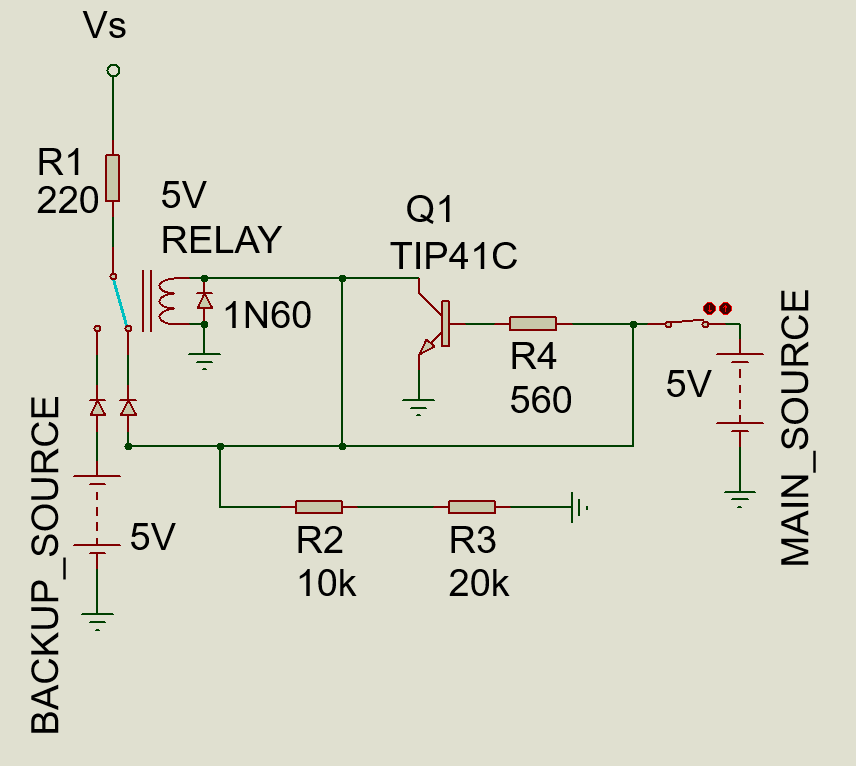 Vs
R1
220
5V
RELAY
1N60
Q1
TIP41C
R4
560
5V
MAIN_SOURCE
BACKUP_SOURCE
5V
R2
10k
R3
20k